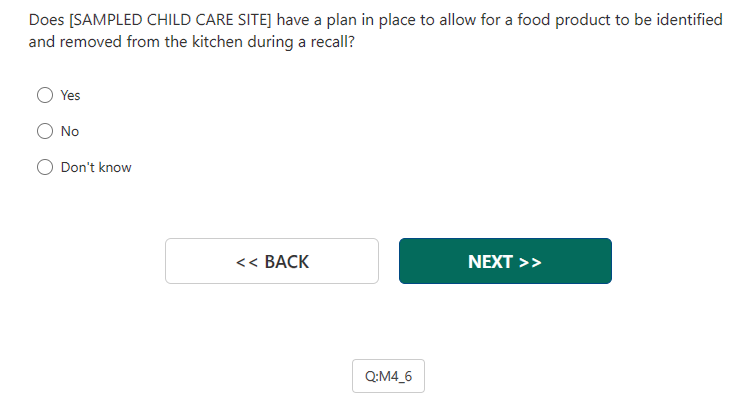 Does [SAMPLED CHILD CARE SITE] have a plan in place to allow for a food product to be identified
and removed from the kitchen during a recall?
Yes
No
Don't know
<< BACK
NEXT >>
Q:M4_6